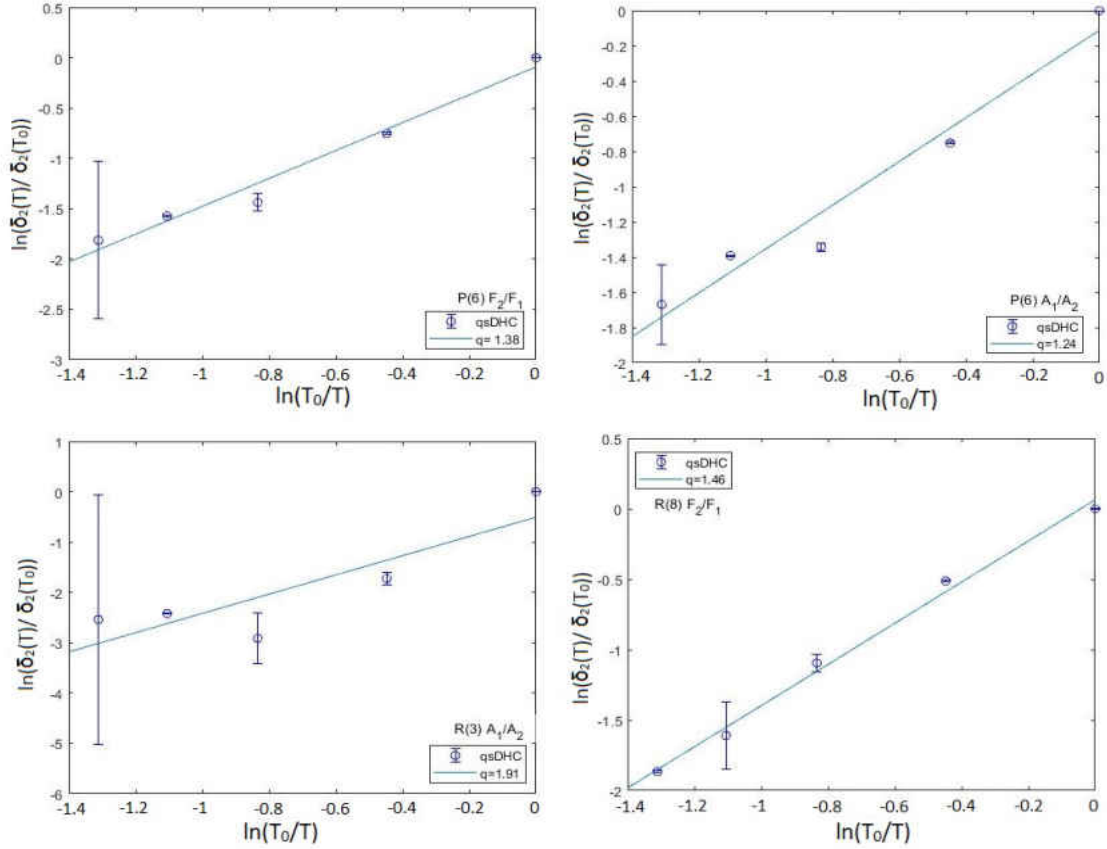 0.5
0
-0.5
-1
-1.5
-2
-2.5
-3
ln(δ₂(T)/ δ₂(T₀))
P(6) F₂/F₁
qsDHC
q= 1.38
-1.4 -1.2 -1 -0.8 -0.6 -0.4 -0.2 0
ln(T₀/T)
0
-0.2
-0.4
-0.6
-0.8
-1
-1.2
-1.4
-1.6
-1.8
-2
ln(δ₂(T)/ δ₂(T₀))
P(6) A₁/A₂
qsDHC
q=1.24
-1.4 -1.2 -1 -0.8 -0.6 -0.4 -0.2 0
ln(T₀/T)
1
0
-1
-2
-3
-4
-5
-6
ln(δ₂(T)/ δ₂(T₀))
R(3) A₁/A₂
qsDHC
q=1.91
-1.4 -1.2 -1 -0.8 -0.6 -0.4 -0.2 0
ln(T₀/T)
0.5
0
-0.5
-1
-1.5
-2
ln(δ₂(T)/ δ₂(T₀))
qsDHC
q=1.46
R(8) F₂/F₁
-1.4 -1.2 -1 -0.8 -0.6 -0.4 -0.2 0
ln(T₀/T)